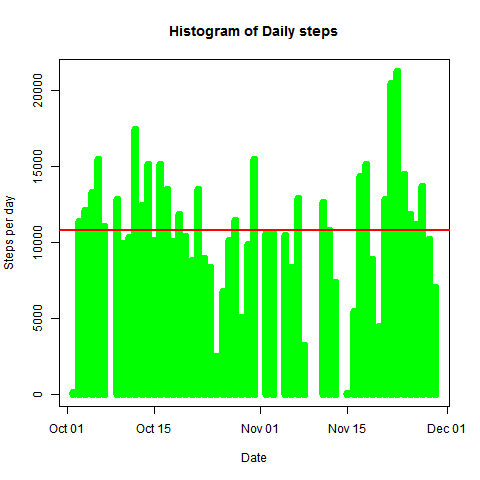 Histogram of Daily steps
Steps per day
20000
15000
10000
5000
0
Oct 01
Oct 15
Nov 01
Nov 15
Dec 01
Date